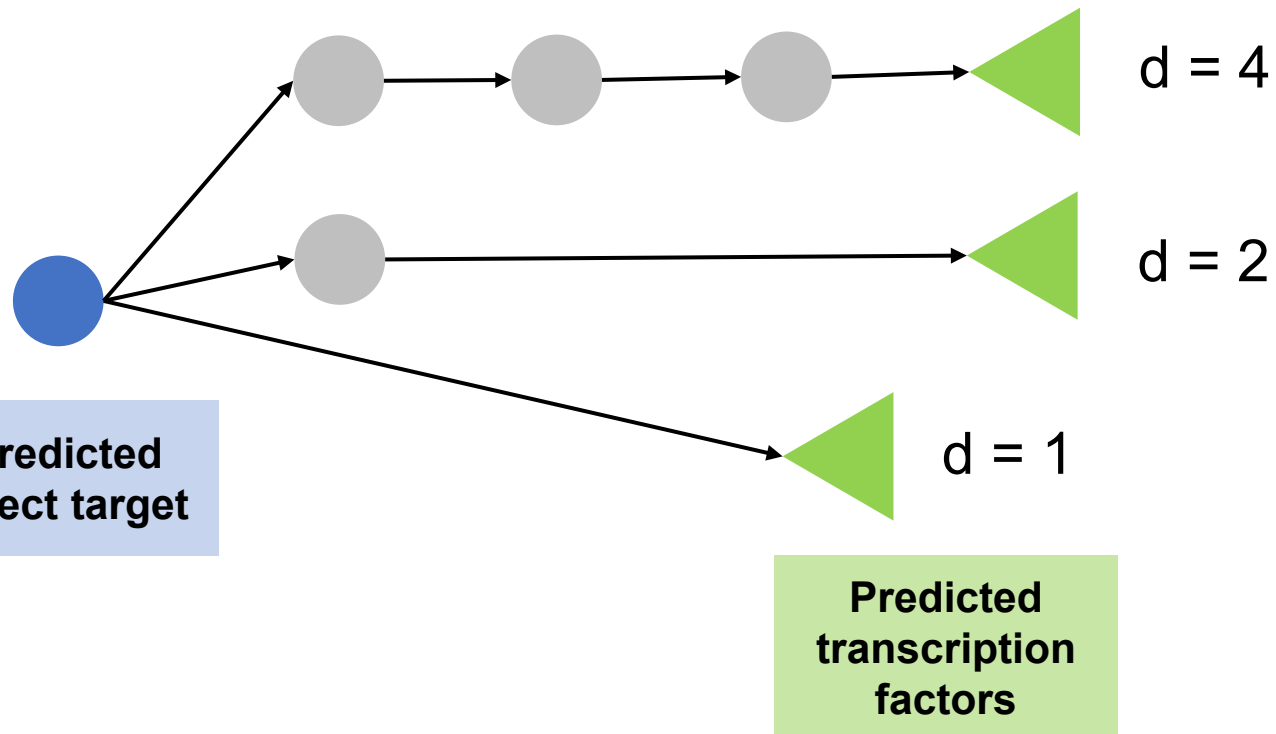 d = 4
d = 2
d = 1
redicted
ect target
Predicted
transcription
factors